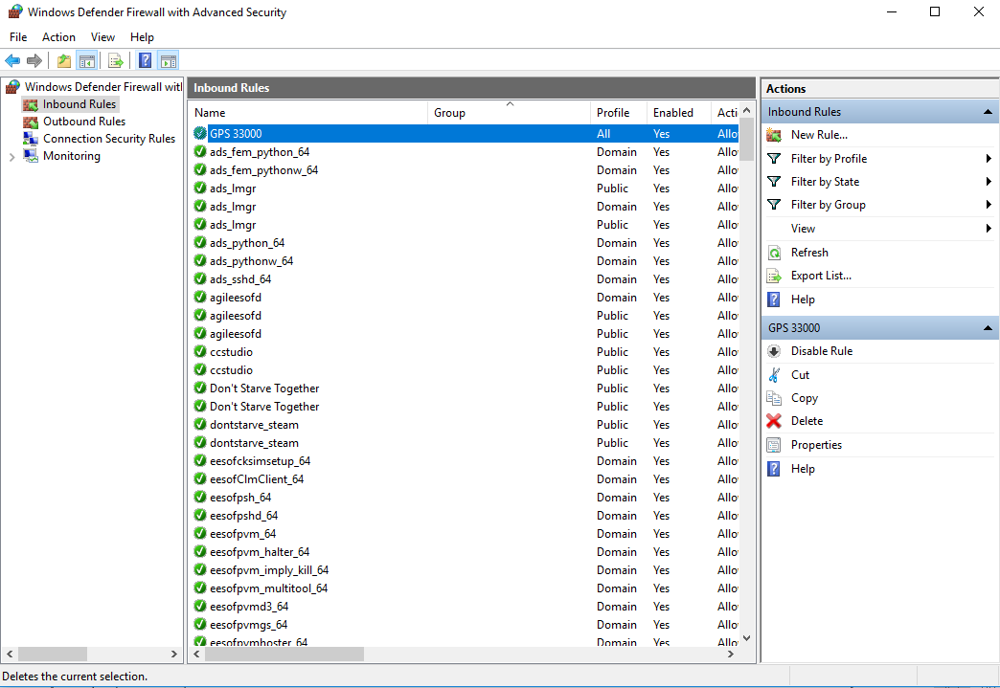 Windows Defender Firewall with Advanced Security
File Action View Help
Windows Defender Firewall witl
Inbound Rules
Outbound Rules
Connection Security Rules
Monitoring
Inbound Rules
Name Group Profile Enabled Acti
GPS 33000 All Yes Allo
ads_fem_python_64 Domain Yes Allo
ads_fem_pythonw_64 Domain Yes Allo
ads_lmgr Public Yes Allo
ads_lmgr Domain Yes Allo
ads_lmgr Public Yes Allo
ads_python_64 Domain Yes Allo
ads_pythonw_64 Domain Yes Allo
ads_sshd_64 Domain Yes Allo
agileesofd Domain Yes Allo
agileesofd Public Yes Allo
agileesofd Public Yes Allo
ccstudio Public Yes Allo
ccstudio Public Yes Allo
Don't Starve Together Public Yes Allo
Don't Starve Together Public Yes Allo
dontstarve_steam Public Yes Allo
dontstarve_steam Public Yes Allo
eesofcksimsetup_64 Domain Yes Allo
eesofClmClient_64 Domain Yes Allo
eesofpsh_64 Domain Yes Allo
eesofpshd_64 Domain Yes Allo
eesofpvm_64 Domain Yes Allo
eesofpvm_halter_64 Domain Yes Allo
eesofpvm_imply_kill_64 Domain Yes Allo
eesofpvm_multitool_64 Domain Yes Allo
eesofpvmd3_64 Domain Yes Allo
eesofpvmgs_64 Domain Yes Allo
eesofpvmhoster_64 Domain Yes Allo
Actions
Inbound Rules
New Rule...
Filter by Profile
Filter by State
Filter by Group
View
Refresh
Export List...
Help
GPS 33000
Disable Rule
Cut
Copy
Delete
Properties
Help
Deletes the current selection.